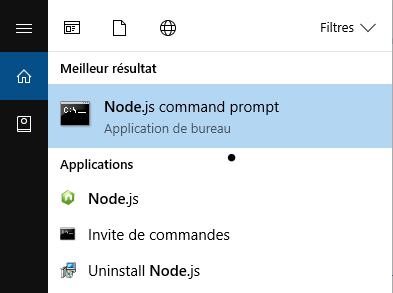 Filtres
Meilleur résultat
Node.js command prompt
Application de bureau
Applications
Node.js
Invite de commandes
Uninstall Node.js